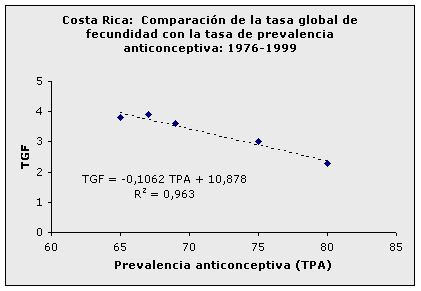 Costa Rica: Comparación de la tasa global de
fecundidad con la tasa de prevalencia
anticonceptiva: 1976-1999
5
4
3
2
1
0
TGF
TGF = -0,1062 TPA + 10,878
R² = 0,963
60 65 70 75 80 85
Prevalencia anticonceptiva (TPA)